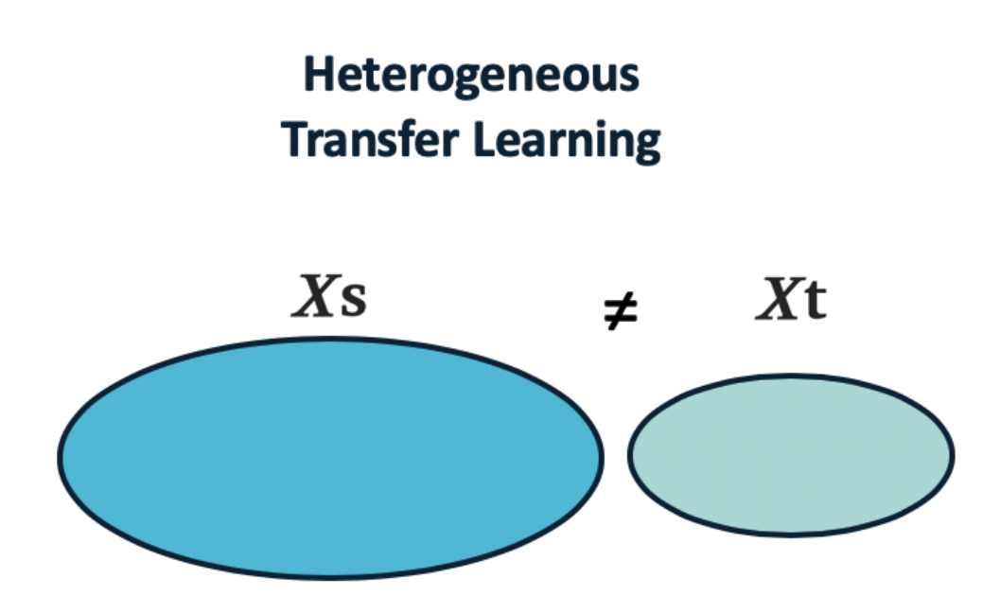 Heterogeneous
Transfer Learning
Xs ≠ Xt